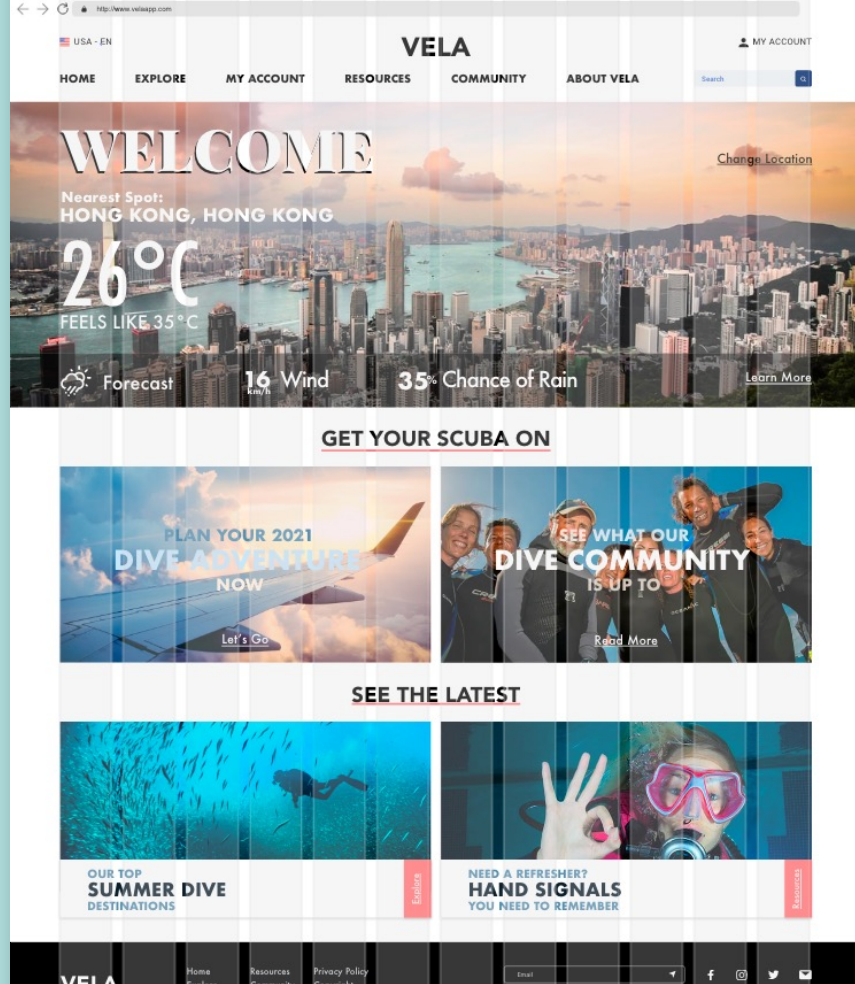 http://www.velaapp.com
USA - EN
VELA
MY ACCOUNT
HOME EXPLORE MY ACCOUNT RESOURCES COMMUNITY ABOUT VELA
Search
WELCOME
Change Location
Nearest Spot:
HONG KONG, HONG KONG
26°C
FEELS LIKE 35°C
Forecast
16 Wind
km/h
35% Chance of Rain
Learn More
GET YOUR SCUBA ON
PLAN YOUR 2021
DIVE ADVENTURE
NOW
Let's Go
SEE WHAT OUR
DIVE COMMUNITY
IS UP TO
Read More
SEE THE LATEST
OUR TOP
SUMMER DIVE
DESTINATIONS
Explore
NEED A REFRESHER?
HAND SIGNALS
YOU NEED TO REMEMBER
Resources
VELA
Home Resources Privacy Policy
Explore Community Copyright
Email